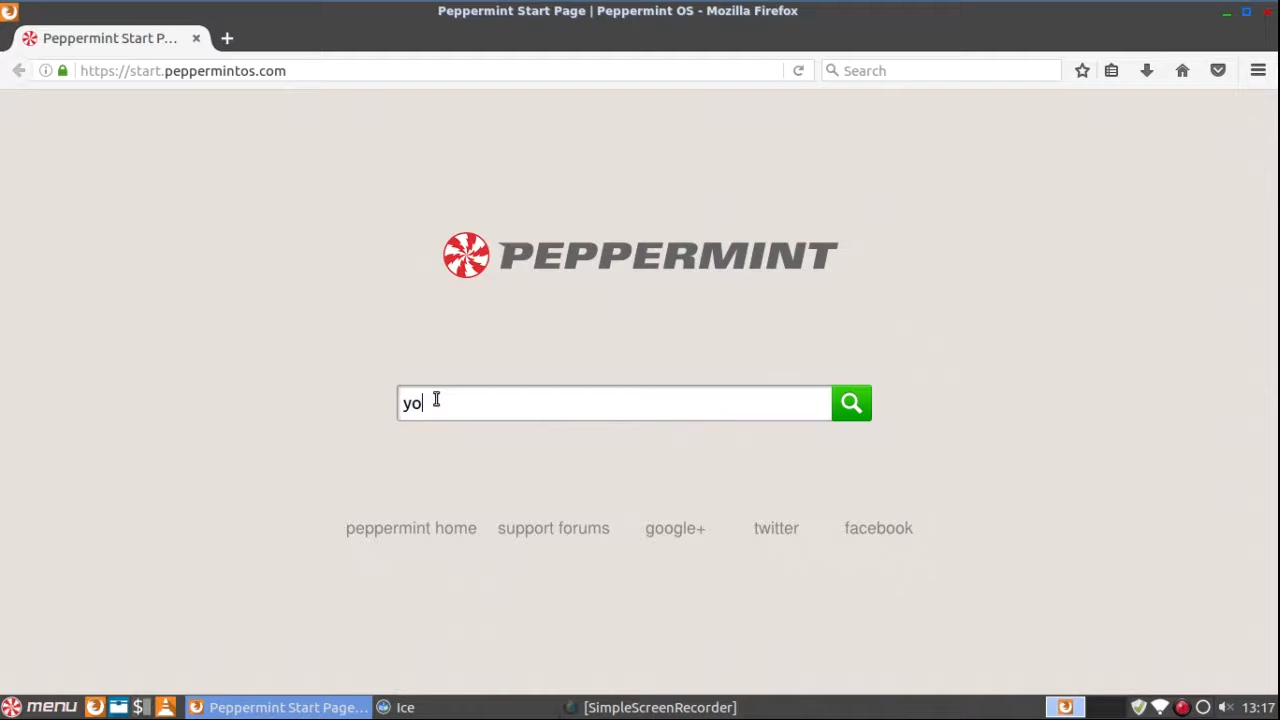 Peppermint Start Page | Peppermint OS - Mozilla Firefox
Peppermint Start P...
https://start.peppermintos.com
Search
PEPPERMINT
yo
peppermint home support forums google+ twitter facebook
menu $ Peppermint Start Page... Ice [SimpleScreenRecorder] 13:17